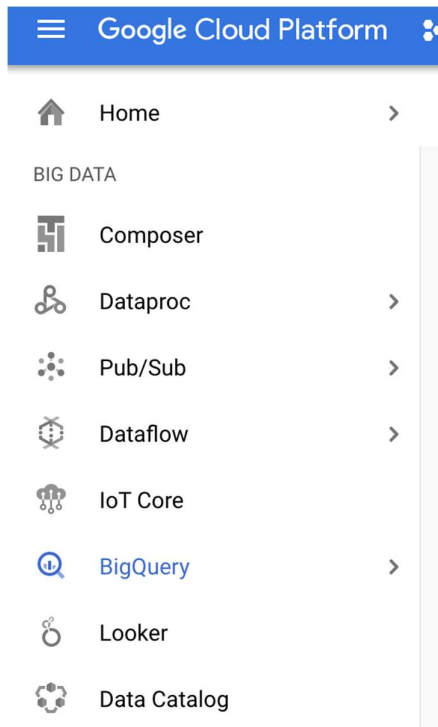 Google Cloud Platform
Home
BIG DATA
Composer
Dataproc
Pub/Sub
Dataflow
IoT Core
BigQuery
Looker
Data Catalog